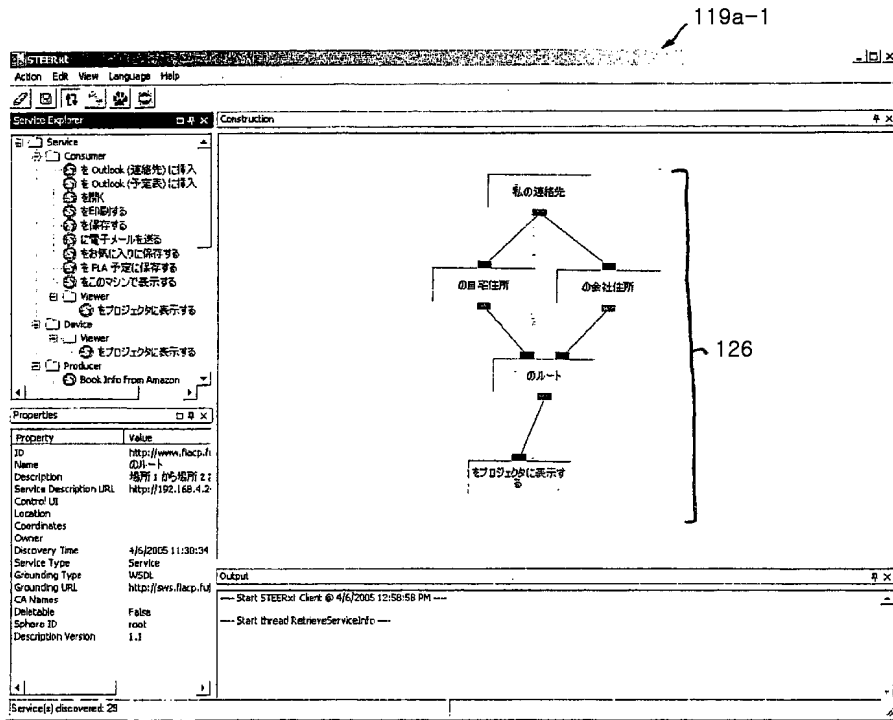 119a-1
STEERxt
Action Edit View Language Help
Service Explorer
Construction
Service
Consumer
を Outlook (連絡先) に挿入
を Outlook (予定表) に挿入
を開く
を印刷する
を保存する
に電子メールを送る
をお気に入りに保存する
を FLA 予定に保存する
をこのマシンで表示する
Viewer
をプロジェクタに表示する
Device
Viewer
をプロジェクタに表示する
Producer
Book Info from Amazon
私の連絡先
の自宅住所
の会社住所
のルート
をプロジェクタに表示す
る
126
Properties
Property Value
ID http://www.flacp.fu
Name のルート
Description 場所 1 から場所 2
Service Description URL http://192.168.4.2
Control UI
Location
Coordinates
Owner
Discovery Time 4/6/2005 11:30:34
Service Type Service
Grounding Type WSDL
Grounding URL http://sws.flacp.fuj
CA Names
Deletable False
Sphere ID root
Description Version 1.1
Output
---- Start STEERxt Client @ 4/6/2005 12:58:58 PM ----
---- Start thread RetrieveServiceInfo ----
Service(s) discovered: 29